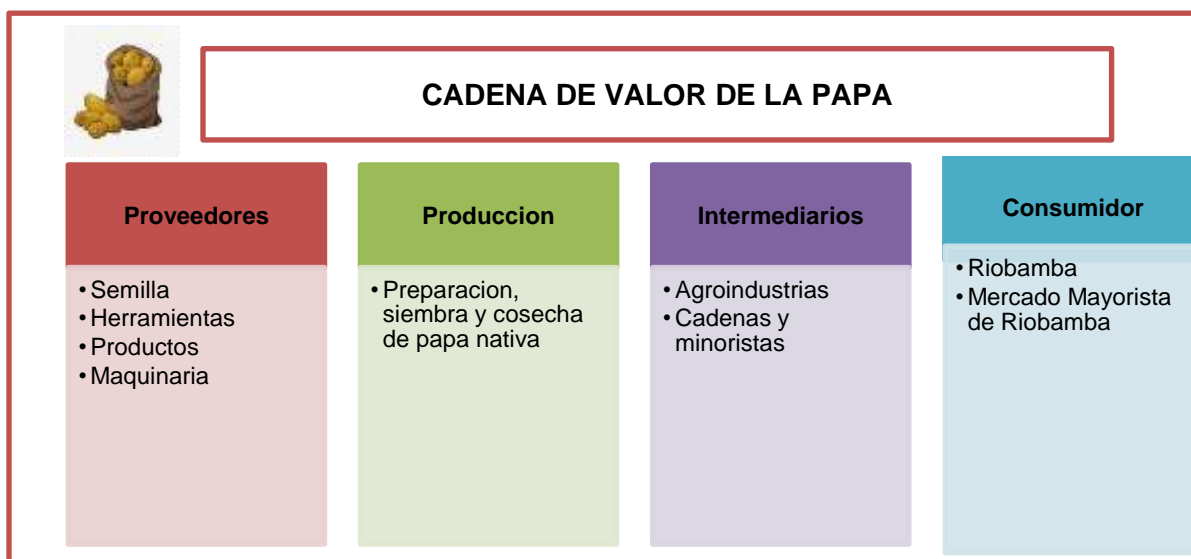 CADENA DE VALOR DE LA PAPA
Proveedores
• Semilla
• Herramientas
• Productos
• Maquinaria
Produccion
• Preparacion,
siembra y cosecha
de papa nativa
Intermediarios
• Agroindustrias
• Cadenas y
minoristas
Consumidor
• Riobamba
• Mercado Mayorista
de Riobamba